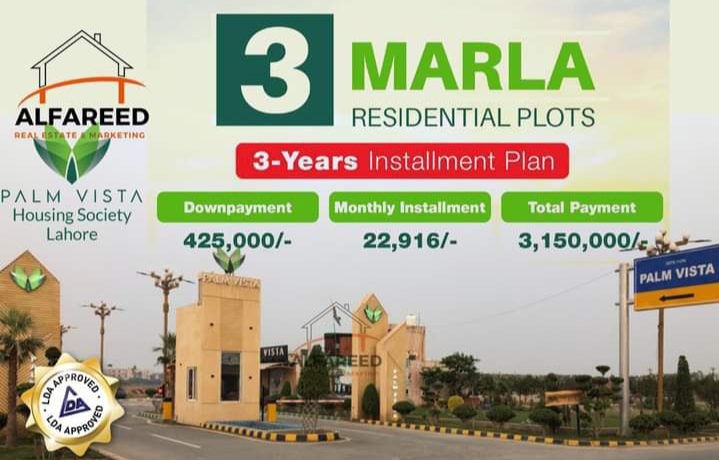 3 MARLA
RESIDENTIAL PLOTS
ALFAREED
REAL ESTATE & MARKETING
PALM VISTA
Housing Society
Lahore
3-Years Installment Plan
Downpayment
425,000/-
Monthly Installment
22,916/-
Total Payment
3,150,000/-
PALM VISTA
PALM VISTA
VISTA
ALFAREED
LDA APPROVED
LDA
LDA APPROVED